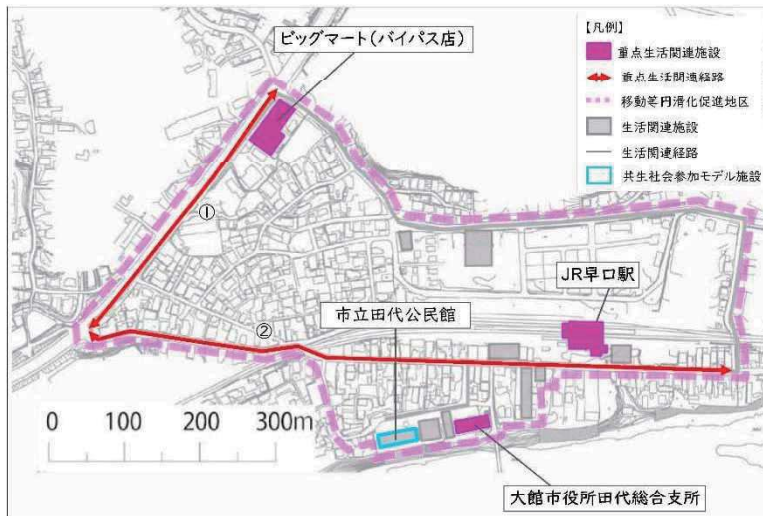 ビッグマート(バイパス店)
【凡例】
重点生活関連施設
重点生活関連経路
移動等円滑化促進地区
生活関連施設
生活関連経路
共生社会参加モデル施設
①
JR早口駅
市立田代公民館
②
0 100 200 300m
大館市役所田代総合支所